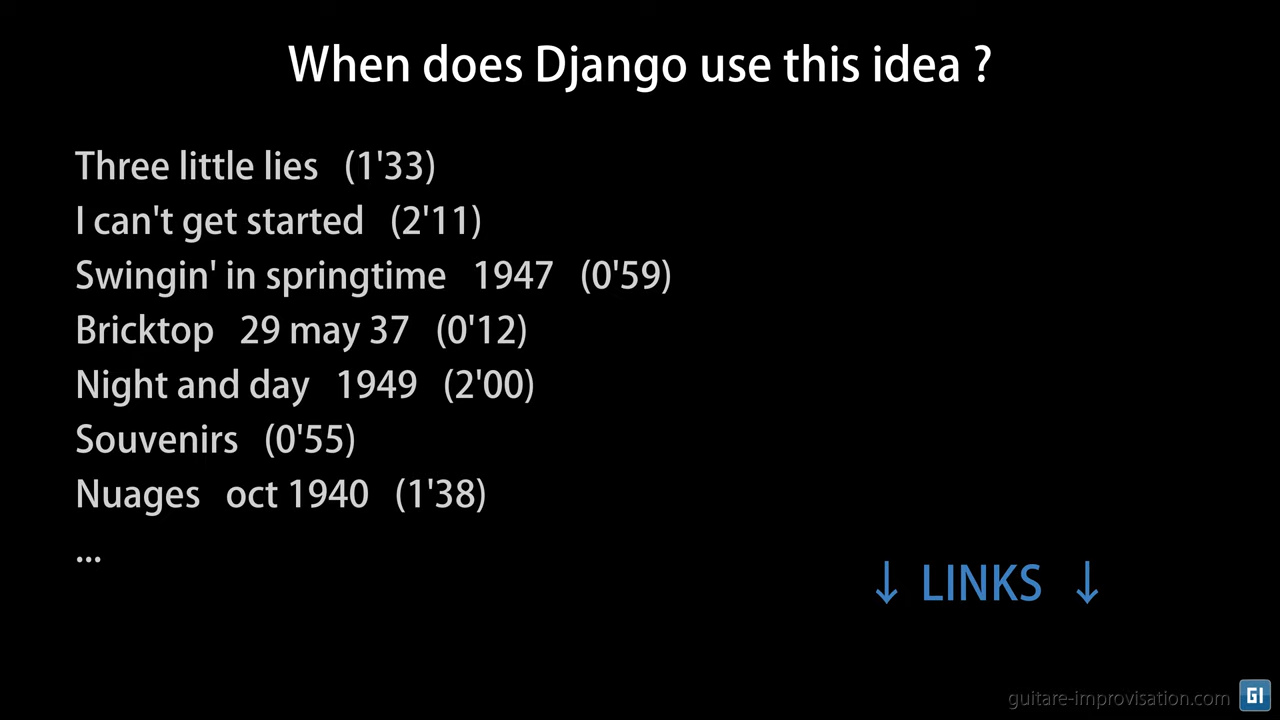 When does Django use this idea ?
Three little lies (1'33)
I can't get started (2'11)
Swingin' in springtime 1947 (0'59)
Bricktop 29 may 37 (0'12)
Night and day 1949 (2'00)
Souvenirs (0'55)
Nuages oct 1940 (1'38)
...
↓ LINKS ↓
guitare-improvisation.com GI